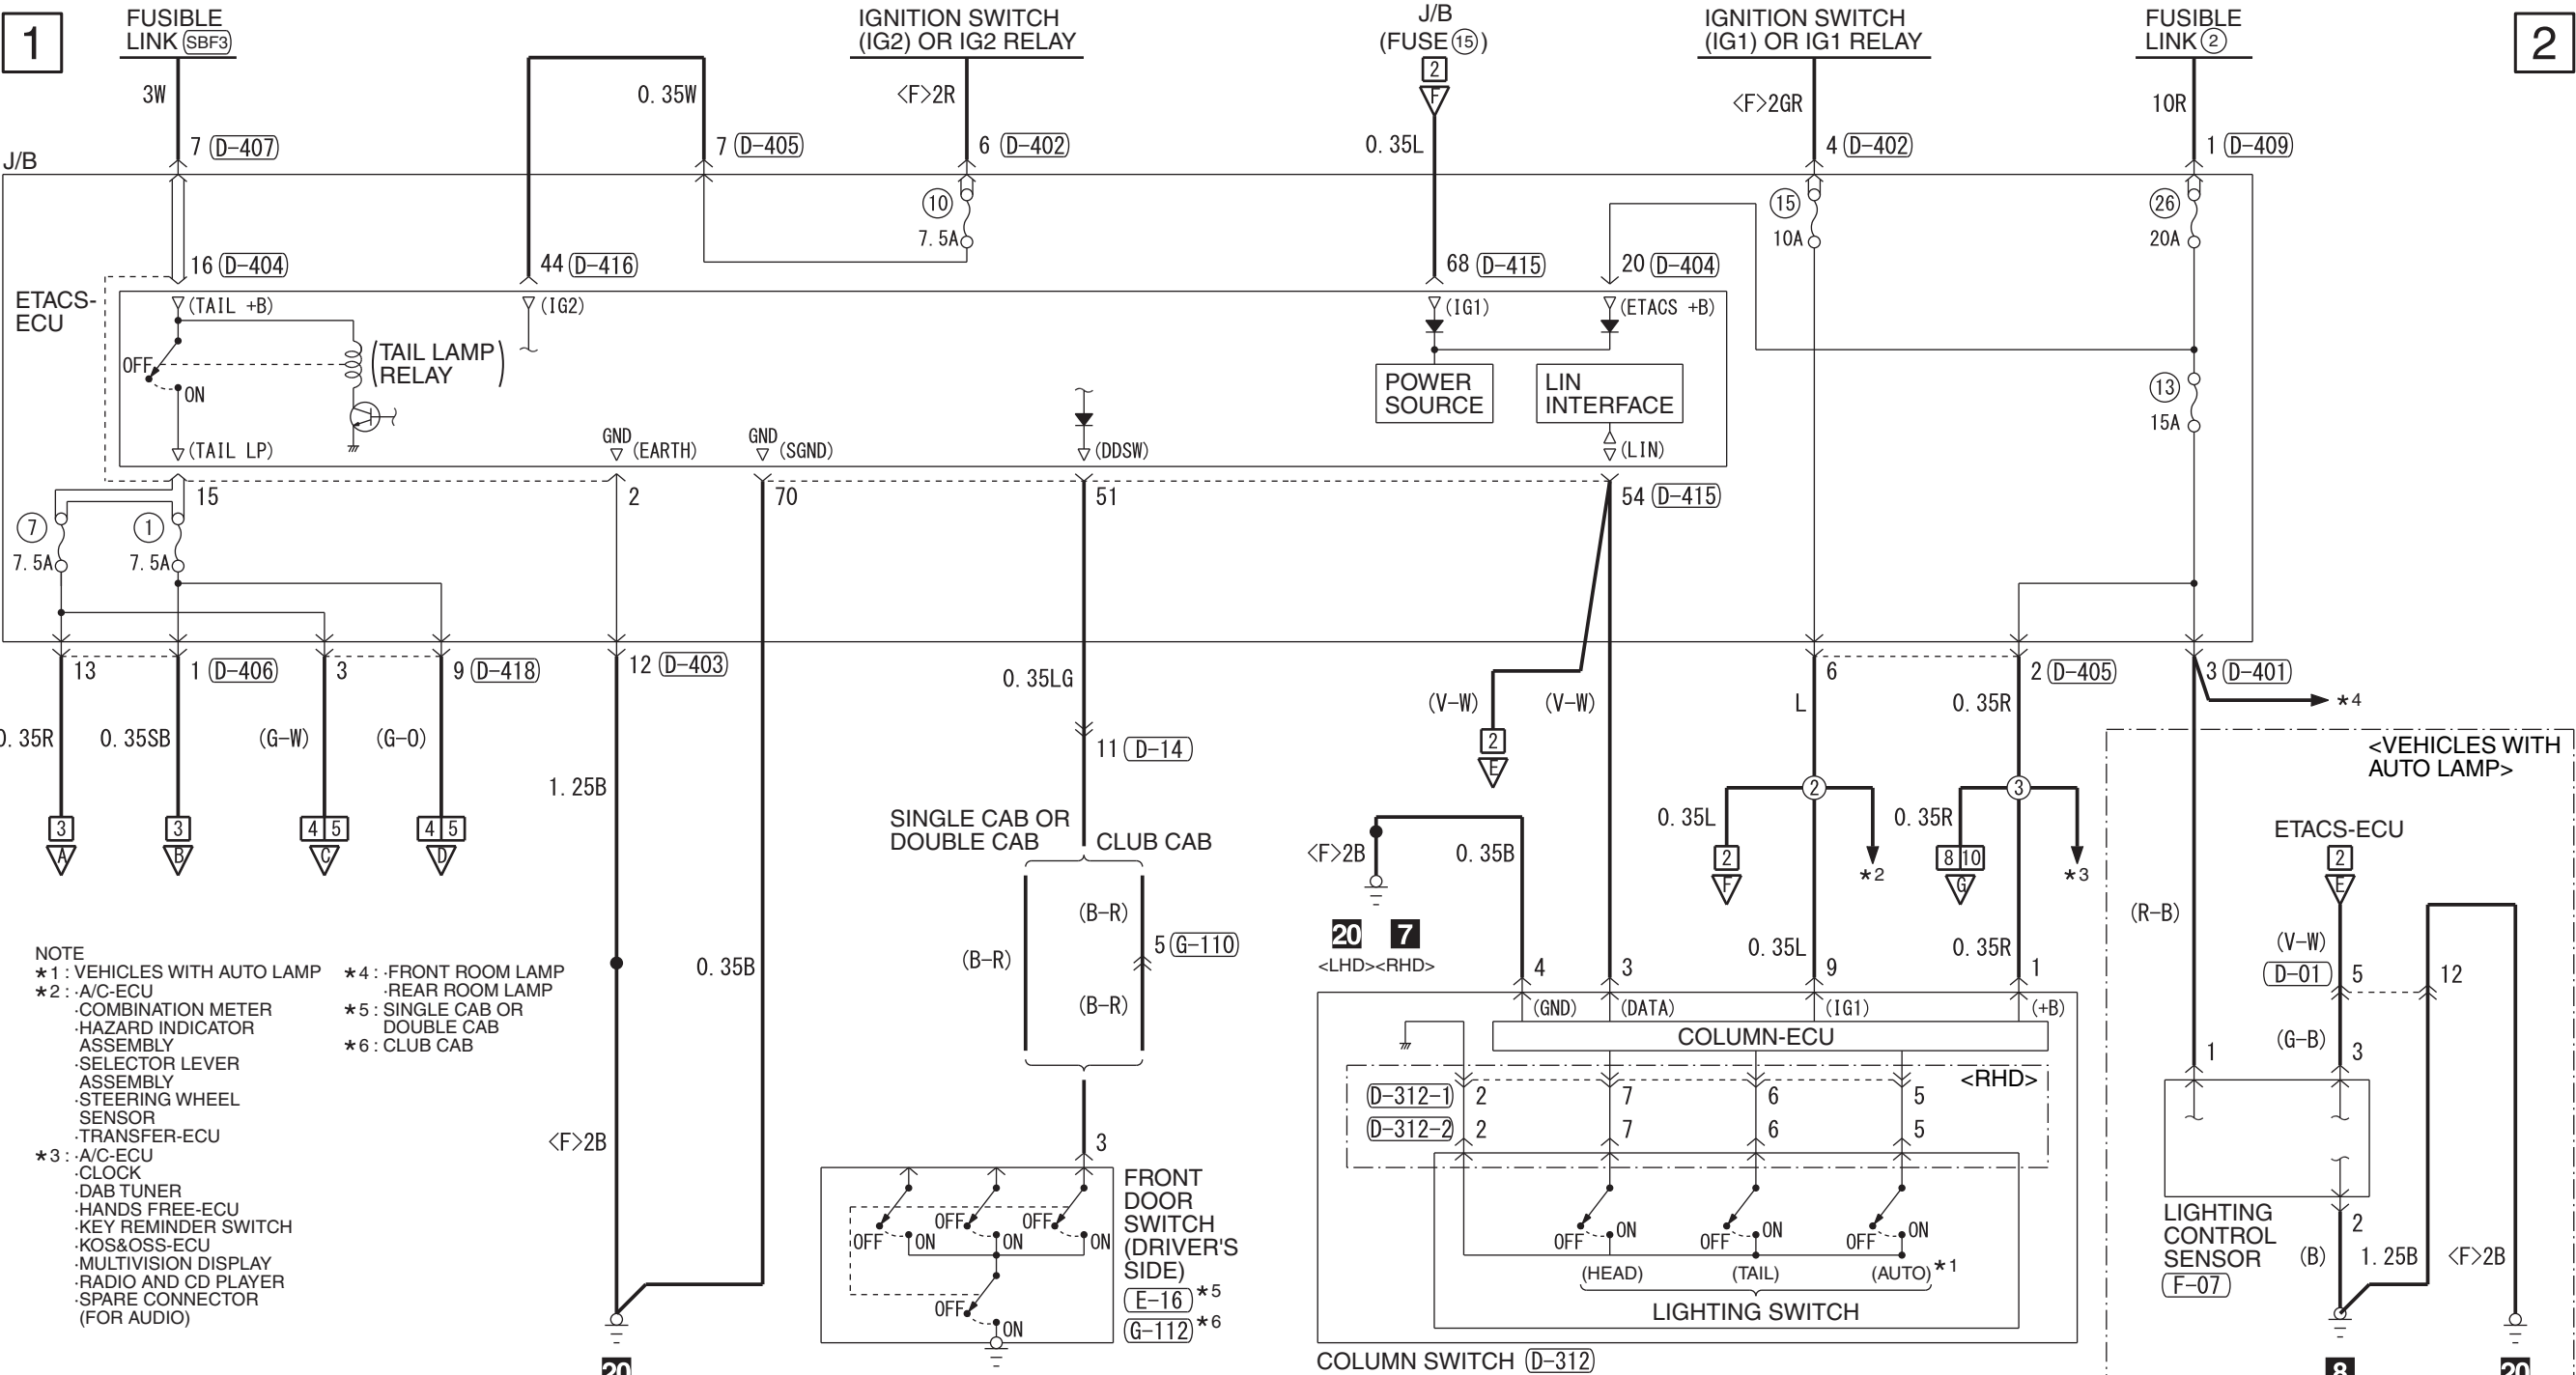 1
FUSIBLE
LINK SBF3
IGNITION SWITCH
(IG2) OR IG2 RELAY
J/B
(FUSE 15)
2
F
IGNITION SWITCH
(IG1) OR IG1 RELAY
FUSIBLE
LINK 2
2
3W
0.35W
<F>2R
0.35L
<F>2GR
10R
J/B
7 D-407
7 D-405
6 D-402
4 D-402
1 D-409
10
7.5A
15
10A
26
20A
16 D-404
44 D-416
68 D-415
20 D-404
ETACS-
ECU
(TAIL +B)
(IG2)
(IG1)
(ETACS +B)
OFF
ON
(TAIL LAMP
RELAY)
POWER
SOURCE
LIN
INTERFACE
13
15A
(TAIL LP)
GND
(EARTH)
GND
(SGND)
(DDSW)
(LIN)
15
2
70
51
54 D-415
7
7.5A
1
7.5A
13
1 D-406
3
9 D-418
12 D-403
6
2 D-405
3 D-401
*4
0.35R
0.35SB
(G-W)
(G-O)
1.25B
0.35LG
11 D-14
(V-W)
(V-W)
L
0.35R
2
E
<VEHICLES WITH
AUTO LAMP>
3
A
3
B
4 5
C
4 5
D
SINGLE CAB OR
DOUBLE CAB
CLUB CAB
<F>2B
0.35B
2
3
0.35L
0.35R
2
F
*2
8 10
G
*3
ETACS-ECU
2
E
(B-R)
(B-R)
5 G-110
(B-R)
20 7
<LHD><RHD>
0.35L
0.35R
(R-B)
(V-W)
D-01 5
12
(G-B)
NOTE
*1 : VEHICLES WITH AUTO LAMP
*2 : ·A/C-ECU
·COMBINATION METER
·HAZARD INDICATOR
ASSEMBLY
·SELECTOR LEVER
ASSEMBLY
·STEERING WHEEL
SENSOR
·TRANSFER-ECU
*3 : ·A/C-ECU
·CLOCK
·DAB TUNER
·HANDS FREE-ECU
·KEY REMINDER SWITCH
·KOS&OSS-ECU
·MULTIVISION DISPLAY
·RADIO AND CD PLAYER
·SPARE CONNECTOR
(FOR AUDIO)
*4 : ·FRONT ROOM LAMP
·REAR ROOM LAMP
*5 : SINGLE CAB OR
DOUBLE CAB
*6 : CLUB CAB
0.35B
<F>2B
20
3
OFF ON
OFF ON
OFF ON
OFF ON
FRONT
DOOR
SWITCH
(DRIVER'S
SIDE)
E-16 *5
G-112 *6
4
3
9
1
(GND)
(DATA)
(IG1)
(+B)
COLUMN-ECU
<RHD>
D-312-1 2 7 6 5
D-312-2 2 7 6 5
OFF ON
OFF ON
OFF ON
(HEAD)
(TAIL)
(AUTO) *1
LIGHTING SWITCH
COLUMN SWITCH D-312
1
3
LIGHTING
CONTROL
SENSOR
F-07
2
(B)
1.25B
<F>2B
8
20